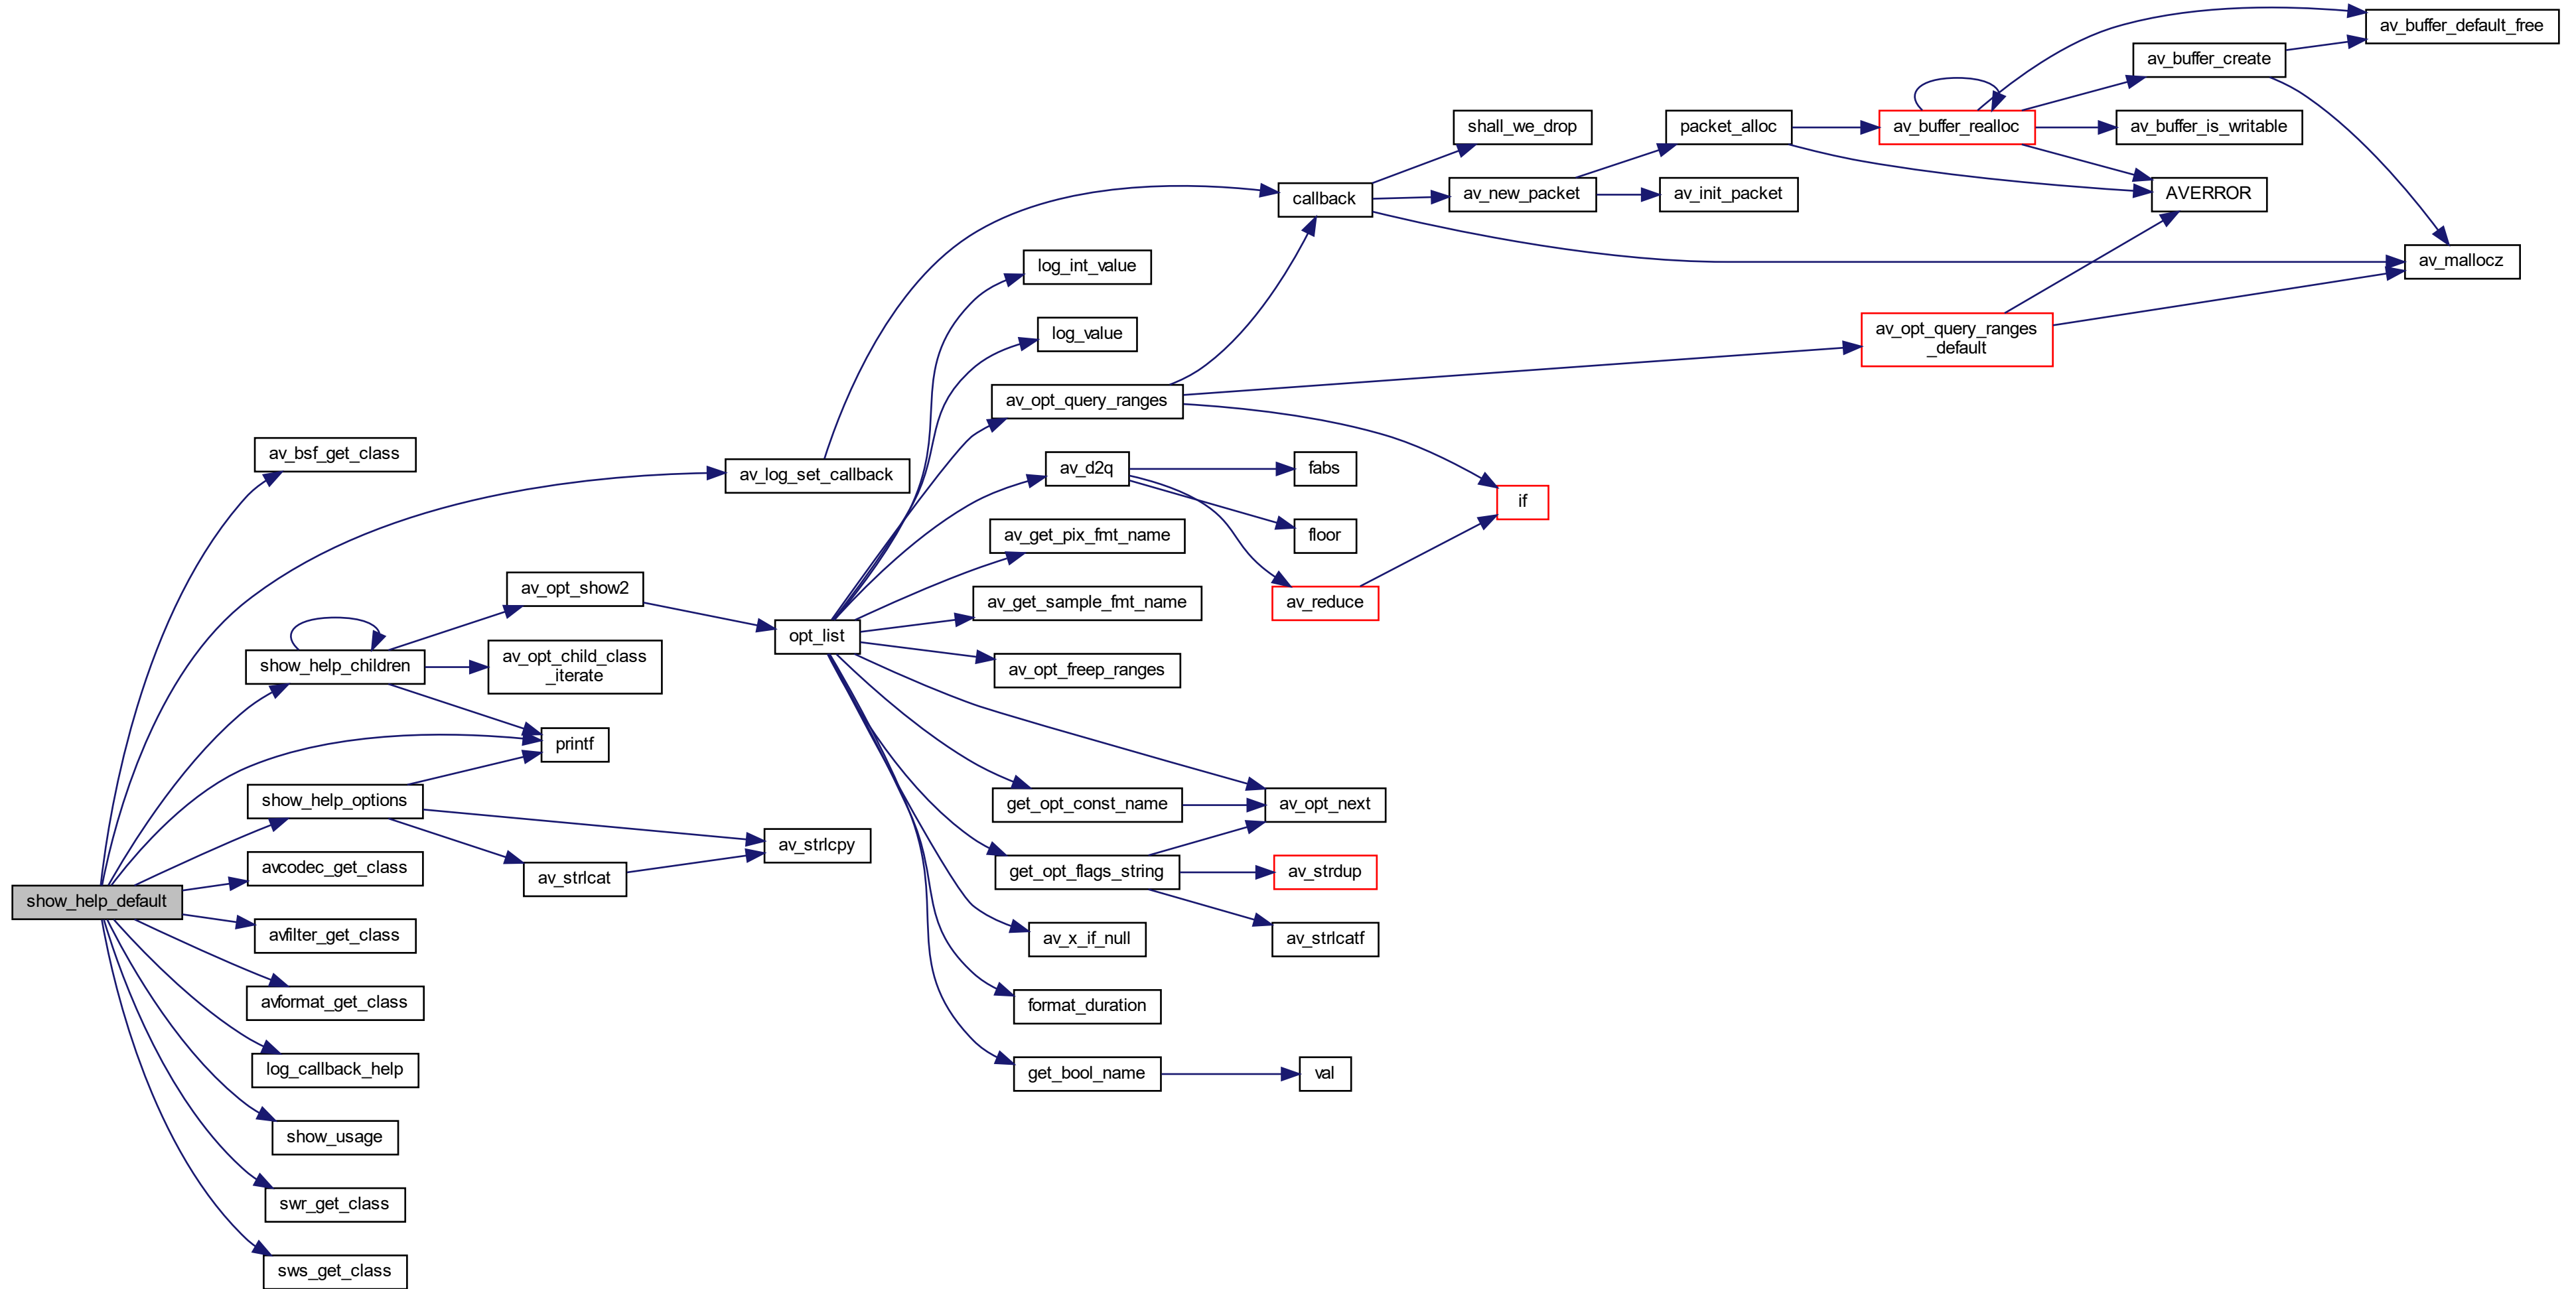 show_help_default
av_bsf_get_class
show_help_children
show_help_options
avcodec_get_class
avfilter_get_class
avformat_get_class
log_callback_help
show_usage
swr_get_class
sws_get_class
av_opt_show2
av_opt_child_class
_iterate
printf
av_strlcat
av_log_set_callback
opt_list
av_strlcpy
log_int_value
log_value
av_opt_query_ranges
av_d2q
av_get_pix_fmt_name
av_get_sample_fmt_name
av_opt_freep_ranges
get_opt_const_name
get_opt_flags_string
av_x_if_null
format_duration
get_bool_name
callback
fabs
floor
av_reduce
av_opt_next
av_strdup
av_strlcatf
val
shall_we_drop
av_new_packet
if
packet_alloc
av_init_packet
av_buffer_realloc
av_opt_query_ranges
_default
av_buffer_create
av_buffer_is_writable
AVERROR
av_buffer_default_free
av_mallocz